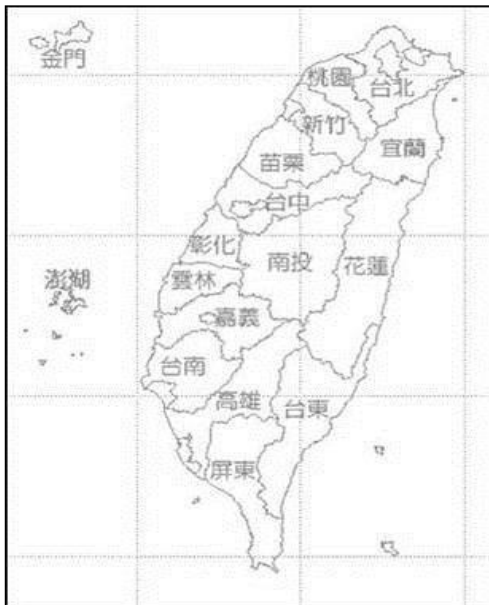 金門
桃園
台北
新竹
宜蘭
苗栗
台中
彰化
南投
花蓮
澎湖
雲林
嘉義
台南
高雄
台東
屏東